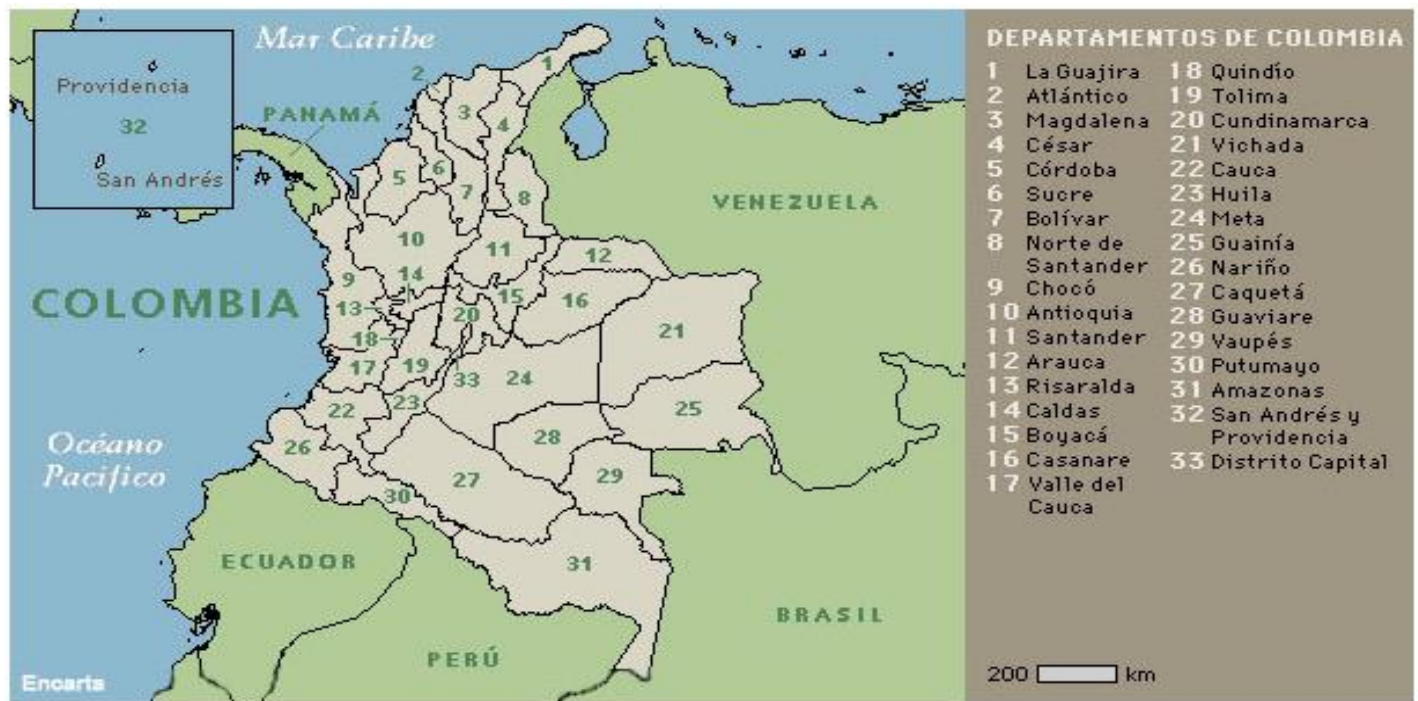 Mar Caribe
Providencia
32
San Andrés
PANAMÁ
VENEZUELA
COLOMBIA
Océano
Pacífico
ECUADOR
PERÚ
BRASIL
Encarta
1
2
3
4
5
6
7
8
9
10
11
12
13
14
15
16
17
18
19
20
21
22
23
24
25
26
27
28
29
30
31
33
DEPARTAMENTOS DE COLOMBIA
1 La Guajira
2 Atlántico
3 Magdalena
4 César
5 Córdoba
6 Sucre
7 Bolívar
8 Norte de
Santander
9 Chocó
10 Antioquia
11 Santander
12 Arauca
13 Risaralda
14 Caldas
15 Boyacá
16 Casanare
17 Valle del
Cauca
18 Quindío
19 Tolima
20 Cundinamarca
21 Vichada
22 Cauca
23 Huila
24 Meta
25 Guainía
26 Nariño
27 Caquetá
28 Guaviare
29 Vaupés
30 Putumayo
31 Amazonas
32 San Andrés y
Providencia
33 Distrito Capital
200 km